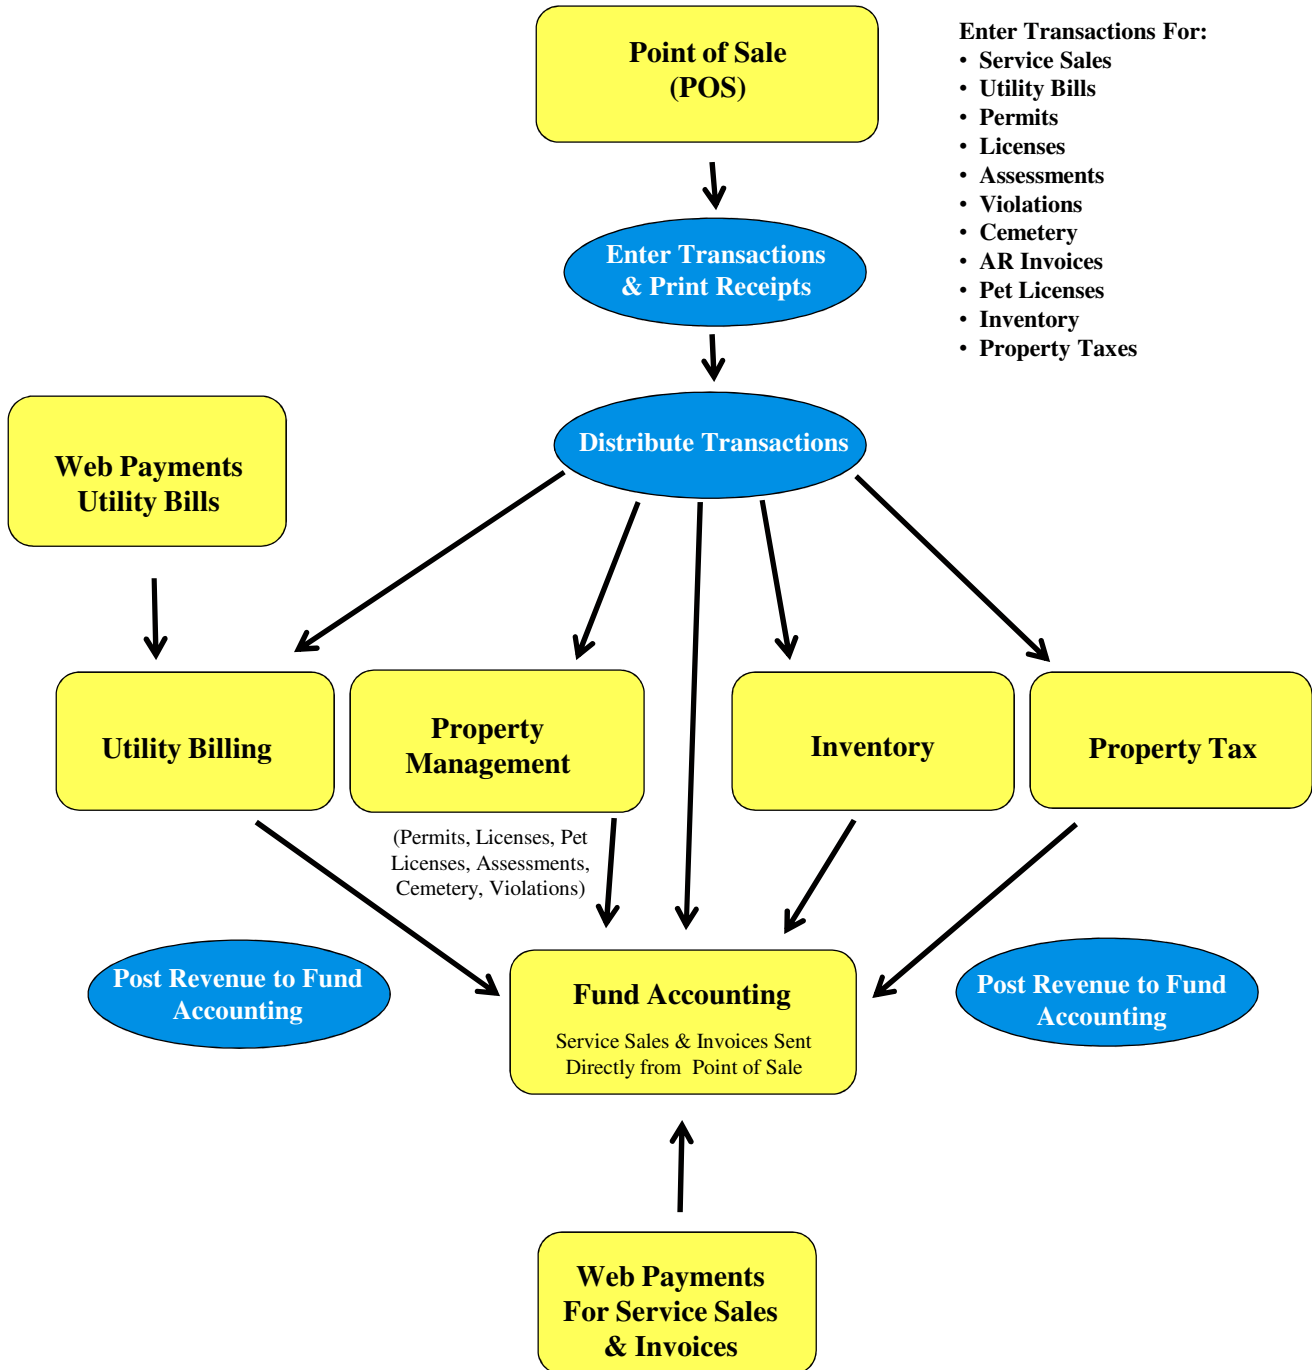 Point of Sale
(POS)
Enter Transactions For:
• Service Sales
• Utility Bills
• Permits
• Licenses
• Assessments
• Violations
• Cemetery
• AR Invoices
• Pet Licenses
• Inventory
• Property Taxes
Enter Transactions
& Print Receipts
Distribute Transactions
Web Payments
Utility Bills
Utility Billing
Property
Management
Inventory
Property Tax
(Permits, Licenses, Pet
Licenses, Assessments,
Cemetery, Violations)
Post Revenue to Fund
Accounting
Fund Accounting
Service Sales & Invoices Sent
Directly from Point of Sale
Post Revenue to Fund
Accounting
Web Payments
For Service Sales
& Invoices